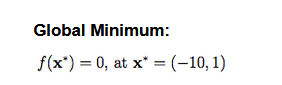 Global Minimum:
f(x*) = 0, at x* = (−10, 1)